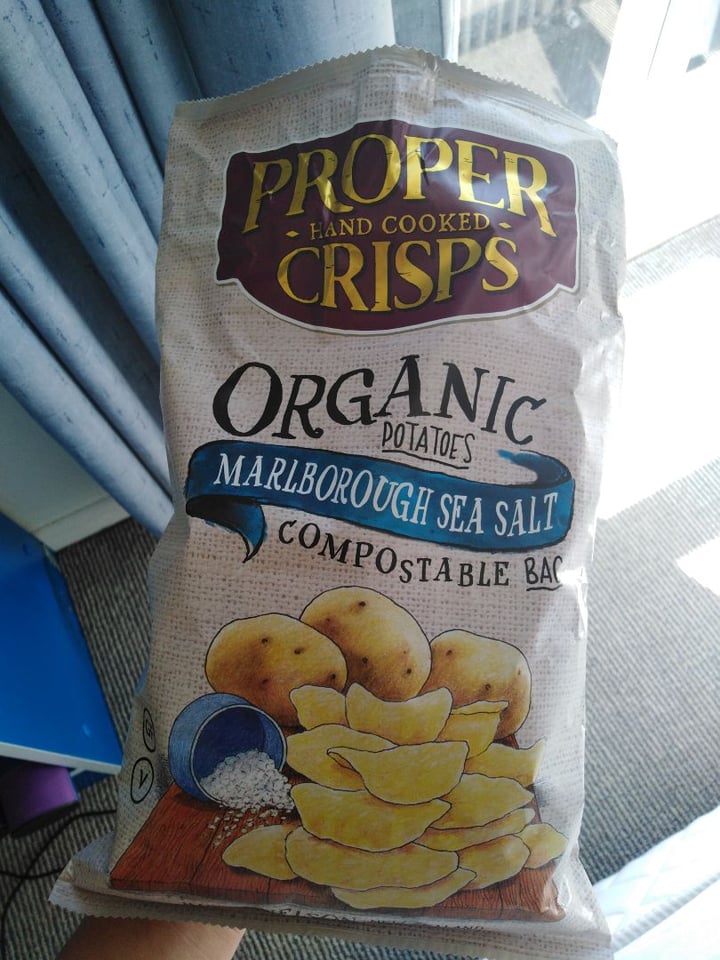 PROPER
HAND COOKED
CRISPS
ORGANIC
POTATOES
MARLBOROUGH SEA SALT
COMPOSTABLE BAG
V